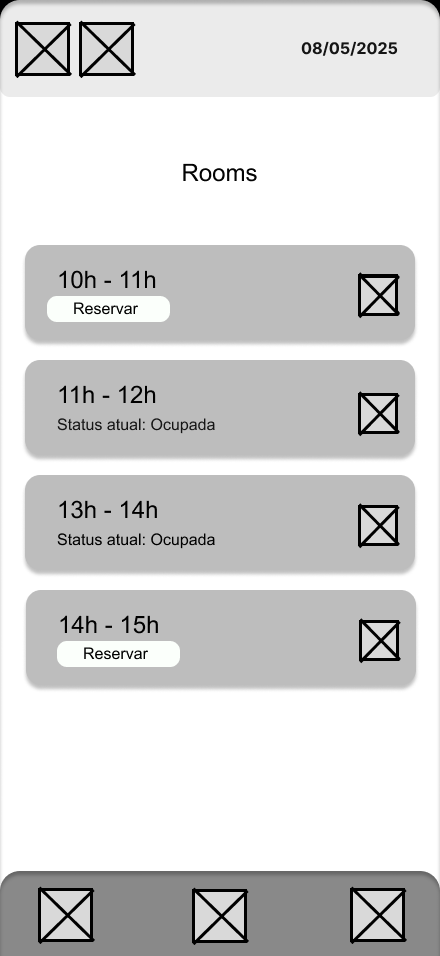 08/05/2025
Rooms
10h - 11h
Reservar
11h - 12h
Status atual: Ocupada
13h - 14h
Status atual: Ocupada
14h - 15h
Reservar